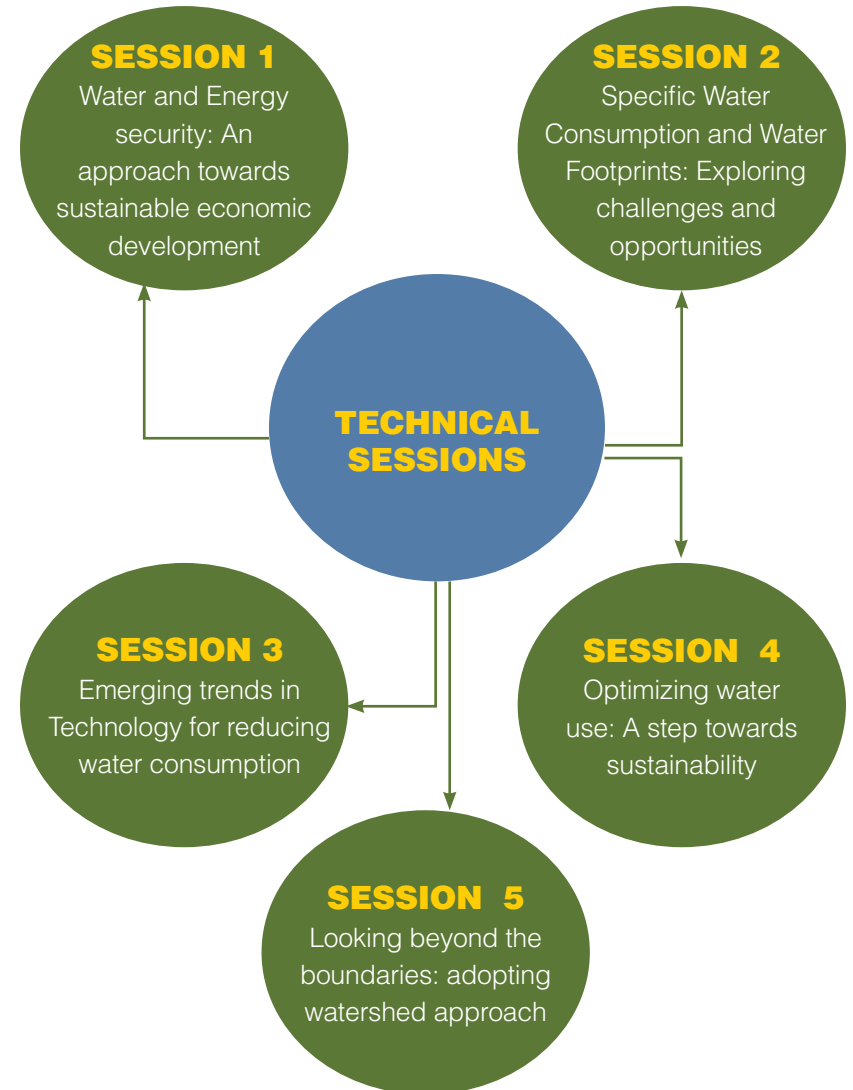 SESSION 1
Water and Energy
security: An
approach towards
sustainable economic
development
SESSION 2
Specific Water
Consumption and Water
Footprints: Exploring
challenges and
opportunities
TECHNICAL
SESSIONS
SESSION 3
Emerging trends in
Technology for reducing
water consumption
SESSION 4
Optimizing water
use: A step towards
sustainability
SESSION 5
Looking beyond the
boundaries: adopting
watershed approach